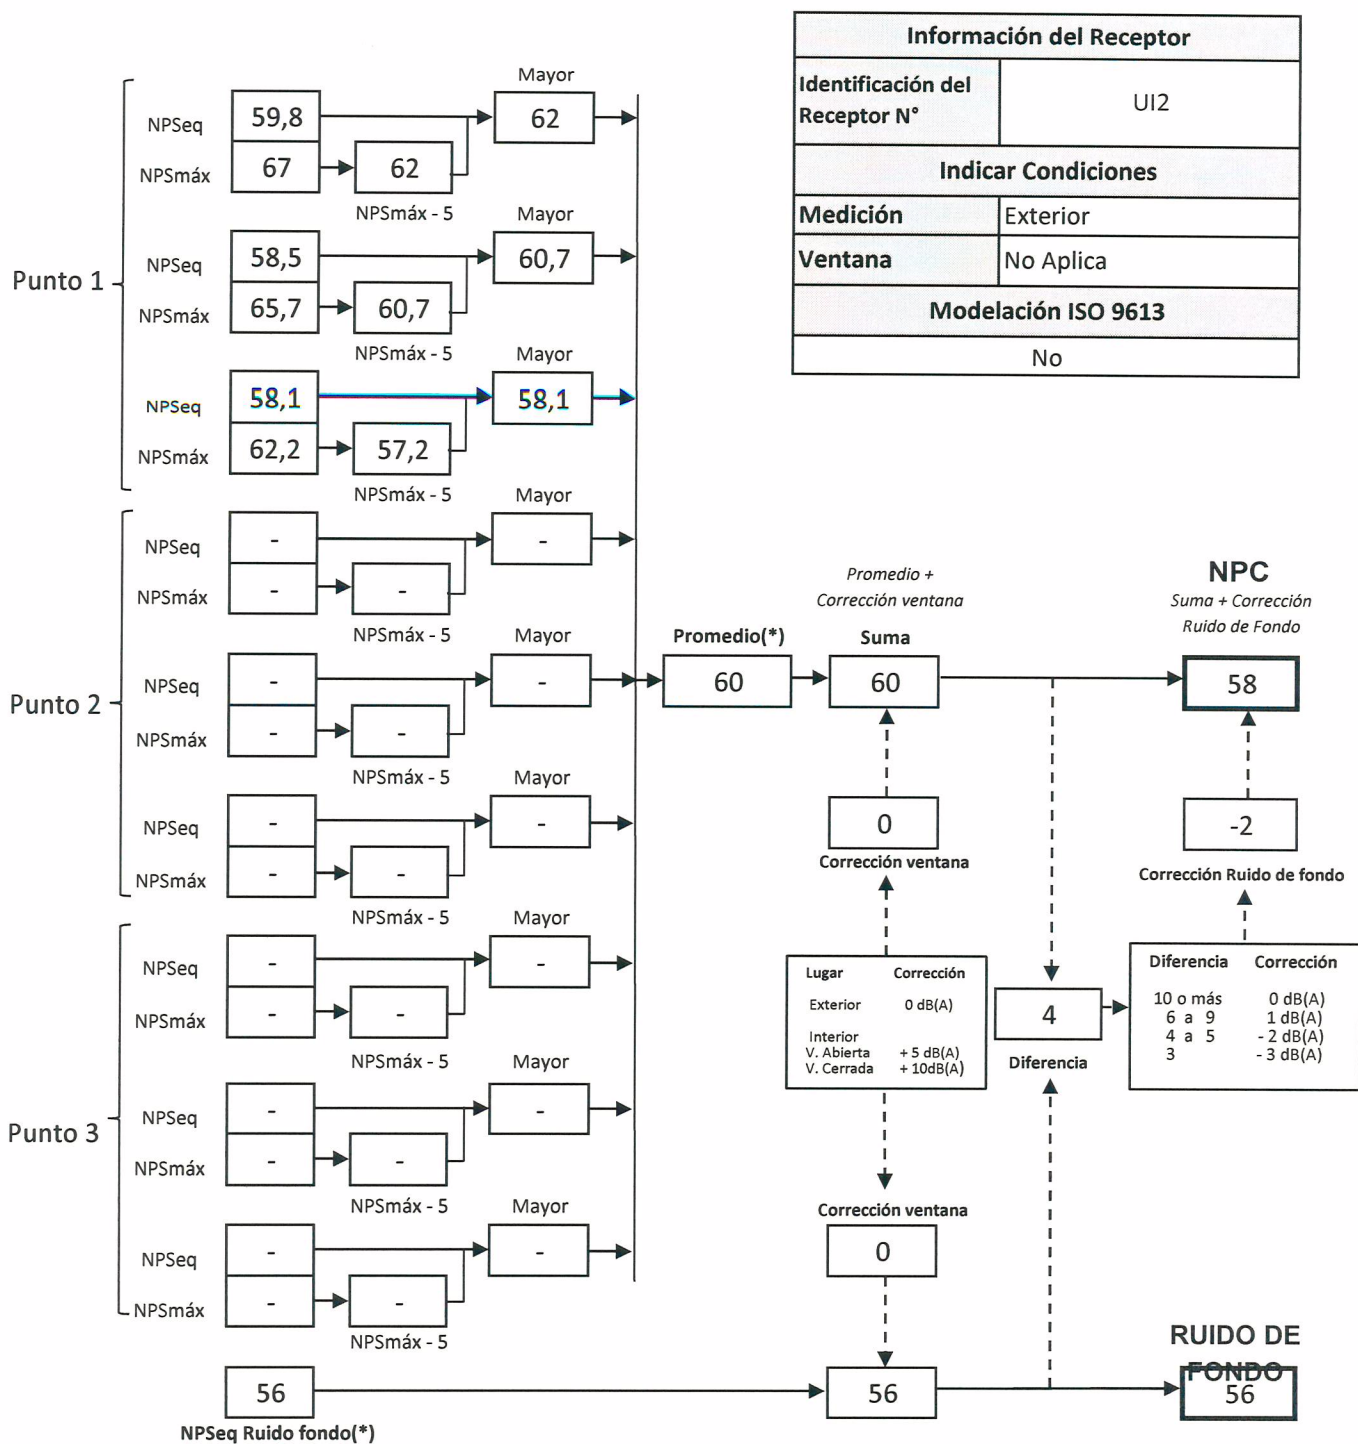 Información del Receptor
Identificación del Receptor N° UI2
Indicar Condiciones
Medición Exterior
Ventana No Aplica
Modelación ISO 9613
No
Punto 1
Mayor
NPSeq 59,8 62
NPSmáx 67 62
NPSmáx - 5
Mayor
NPSeq 58,5 60,7
NPSmáx 65,7 60,7
NPSmáx - 5
Mayor
NPSeq 58,1 58,1
NPSmáx 62,2 57,2
NPSmáx - 5
Punto 2
Mayor
NPSeq - -
NPSmáx - -
NPSmáx - 5
Mayor
NPSeq - -
NPSmáx - -
NPSmáx - 5
Mayor
NPSeq - -
NPSmáx - -
NPSmáx - 5
Punto 3
Mayor
NPSeq - -
NPSmáx - -
NPSmáx - 5
Mayor
NPSeq - -
NPSmáx - -
NPSmáx - 5
Mayor
NPSeq - -
NPSmáx - -
NPSmáx - 5
Promedio(*)
60
Promedio +
Corrección ventana
Suma
60
NPC
Suma + Corrección
Ruido de Fondo
58
0
Corrección ventana
-2
Corrección Ruido de fondo
Lugar Corrección
Exterior 0 dB(A)
Interior
V. Abierta + 5 dB(A)
V. Cerrada + 10dB(A)
4
Diferencia
Diferencia Corrección
10 o más 0 dB(A)
6 a 9 1 dB(A)
4 a 5 - 2 dB(A)
3 - 3 dB(A)
Corrección ventana
0
56
NPSeq Ruido fondo(*)
56
RUIDO DE
FONDO
56